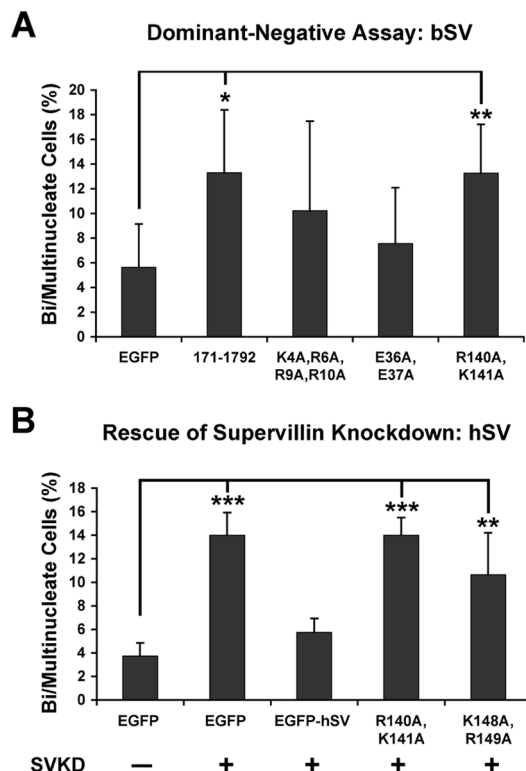 A
Dominant-Negative Assay: bSV
Bi/Multinucleate Cells (%)
20
18
16
14
12
10
8
6
4
2
0
*
**
EGFP
171-1792
K4A,R6A,
R9A,R10A
E36A,
E37A
R140A,
K141A
B
Rescue of Supervillin Knockdown: hSV
Bi/Multinucleate Cells (%)
18
16
14
12
10
8
6
4
2
0
***
***
**
EGFP
EGFP
EGFP-hSV
R140A,
K141A
K148A,
R149A
SVKD — + + + +